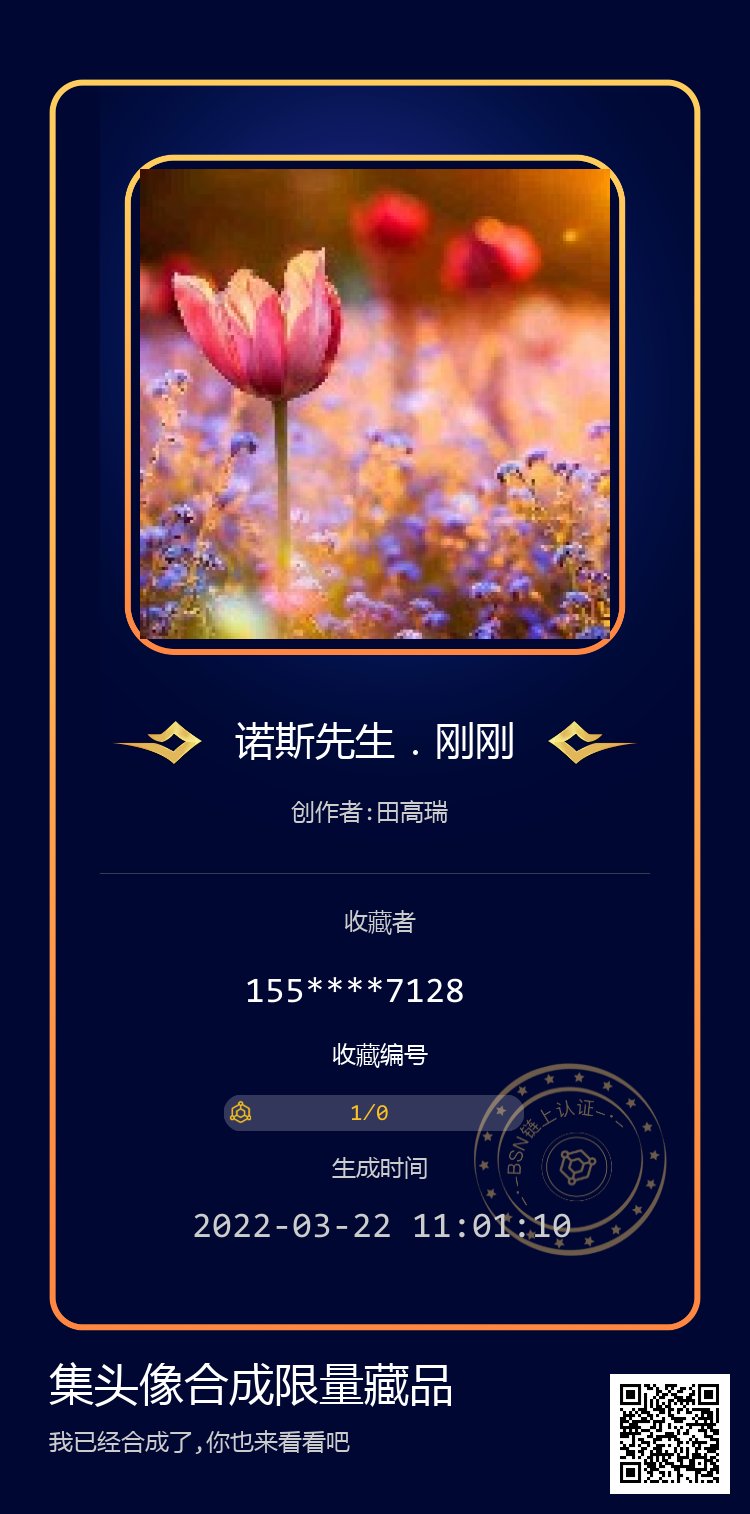 诺斯先生．刚刚
创作者:田高瑞
收藏者
155****7128
收藏编号
1/0
BSN链上认证
生成时间
2022-03-22 11:01:10
集头像合成限量藏品
我已经合成了,你也来看看吧